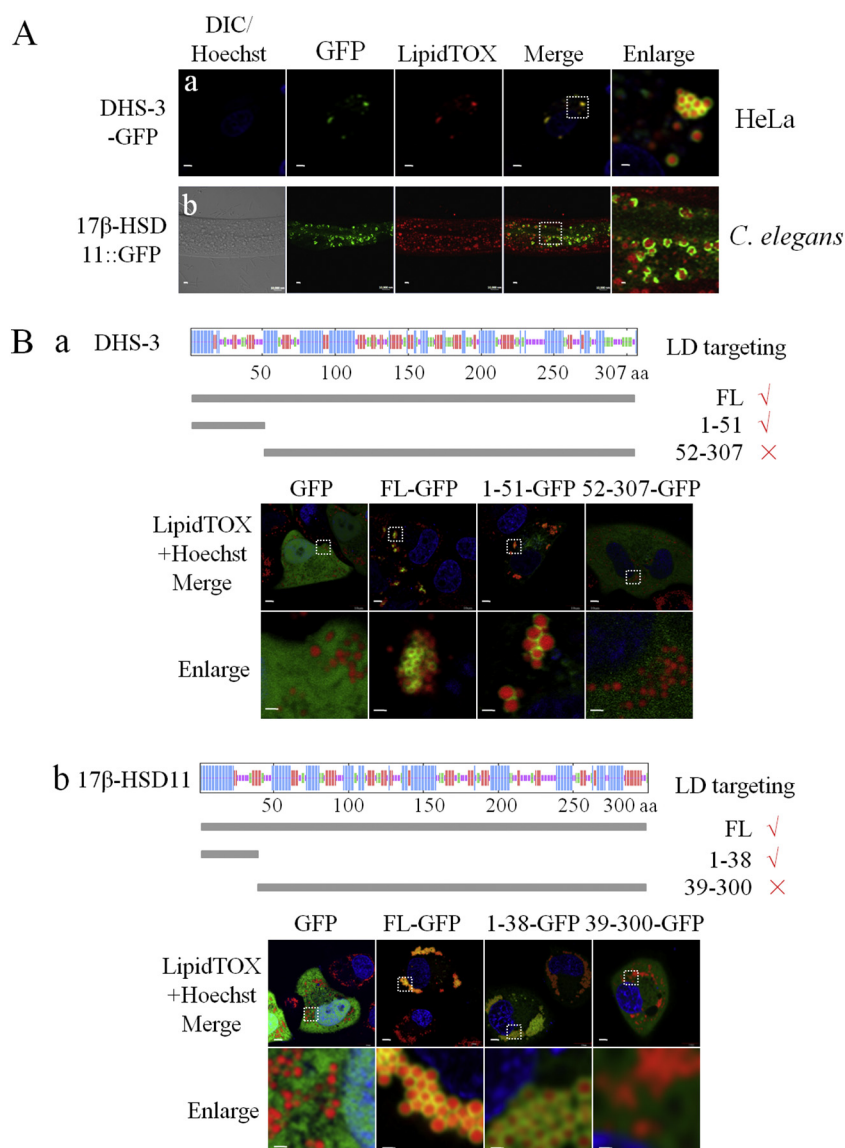 A
DIC/
Hoechst
GFP
LipidTOX
Merge
Enlarge
DHS-3
-GFP
a
HeLa
17β-HSD
11::GFP
b
C. elegans
B a DHS-3
LD targeting
50 100 150 200 250 307 aa
FL √
1-51 √
52-307 ×
GFP FL-GFP 1-51-GFP 52-307-GFP
LipidTOX
+Hoechst
Merge
Enlarge
b 17β-HSD11
LD targeting
50 100 150 200 250 300 aa
FL √
1-38 √
39-300 ×
GFP FL-GFP 1-38-GFP 39-300-GFP
LipidTOX
+Hoechst
Merge
Enlarge